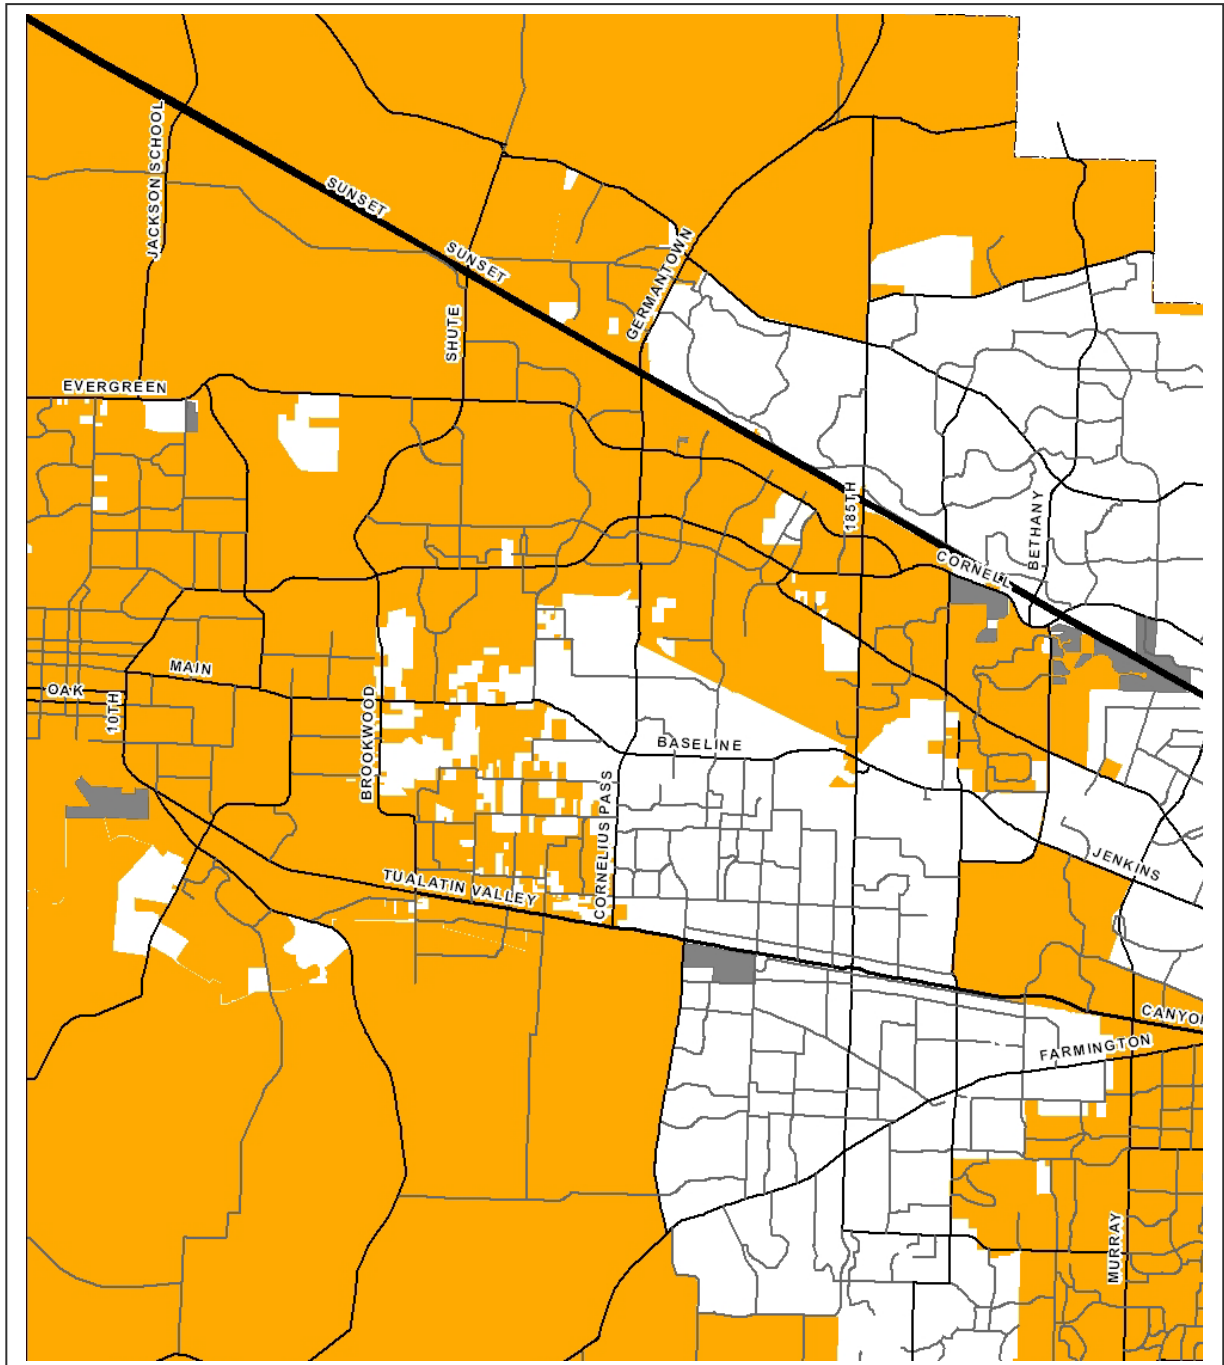 JACKSON SCHOOL
SUNSET
SUNSET
GERMANTOWN
SHUTE
EVERGREEN
185TH
BETHANY
CORNELL
MAIN
OAK
10TH
BROOKWOOD
BASELINE
CORNELIUS PASS
JENKINS
TUALATIN VALLEY
CANYO
FARMINGTON
MURRAY